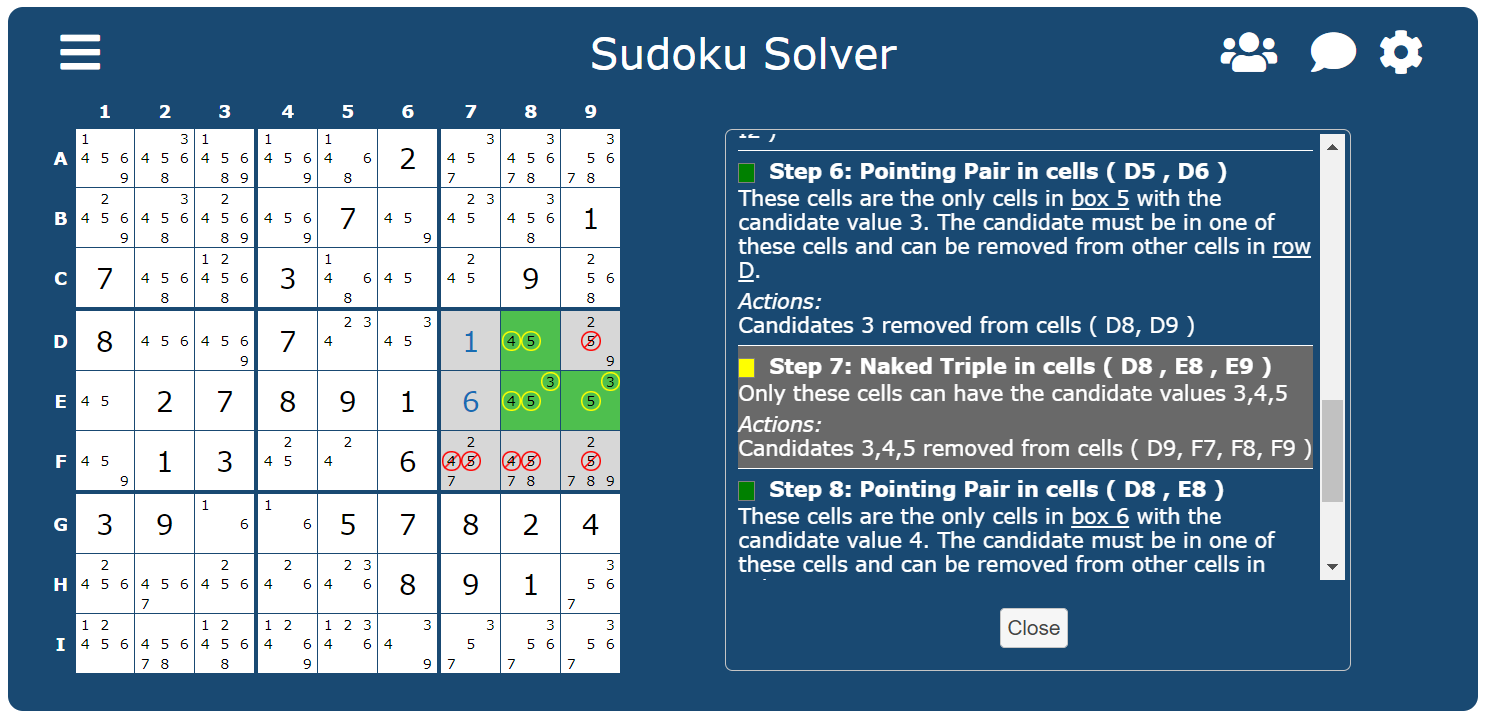 Sudoku Solver
1 2 3 4 5 6 7 8 9
1 3 1 1 1 3 3 3
A 4 5 6 4 5 6 4 5 6 4 5 6 4 6 2 4 5 4 5 6 5 6
9 8 8 9 9 8 7 7 8 7 8
2 3 2 2 3 3
B 4 5 6 4 5 6 4 5 6 4 5 6 7 4 5 4 5 4 5 6 1
9 8 8 9 9 9 8
1 2 1 2 2
C 7 4 5 6 4 5 6 3 4 6 4 5 4 5 9 5 6
8 8 8 8
2 3 3 2
D 8 4 5 6 4 5 6 7 4 4 5 1 4 5 5
9 9
3 3
E 4 5 2 7 8 9 1 6 4 5 5
2 2 2 2
F 4 5 1 3 4 5 4 6 4 5 4 5 5
9 7 7 8 7 8 9
1 1
G 3 9 6 6 5 7 8 2 4
2 2 2 2 3 3
H 4 5 6 4 5 6 4 5 6 4 6 4 6 8 9 1 5 6
7 7
1 2 1 2 1 2 1 2 3 3 3 3 3
I 4 5 6 4 5 6 4 5 6 4 6 4 6 4 5 5 6 5 6
7 8 8 9 9 7 7 7
Step 6: Pointing Pair in cells ( D5 , D6 )
These cells are the only cells in box 5 with the
candidate value 3. The candidate must be in one of
these cells and can be removed from other cells in row
D.
Actions:
Candidates 3 removed from cells ( D8, D9 )
Step 7: Naked Triple in cells ( D8 , E8 , E9 )
Only these cells can have the candidate values 3,4,5
Actions:
Candidates 3,4,5 removed from cells ( D9, F7, F8, F9 )
Step 8: Pointing Pair in cells ( D8 , E8 )
These cells are the only cells in box 6 with the
candidate value 4. The candidate must be in one of
these cells and can be removed from other cells in
Close